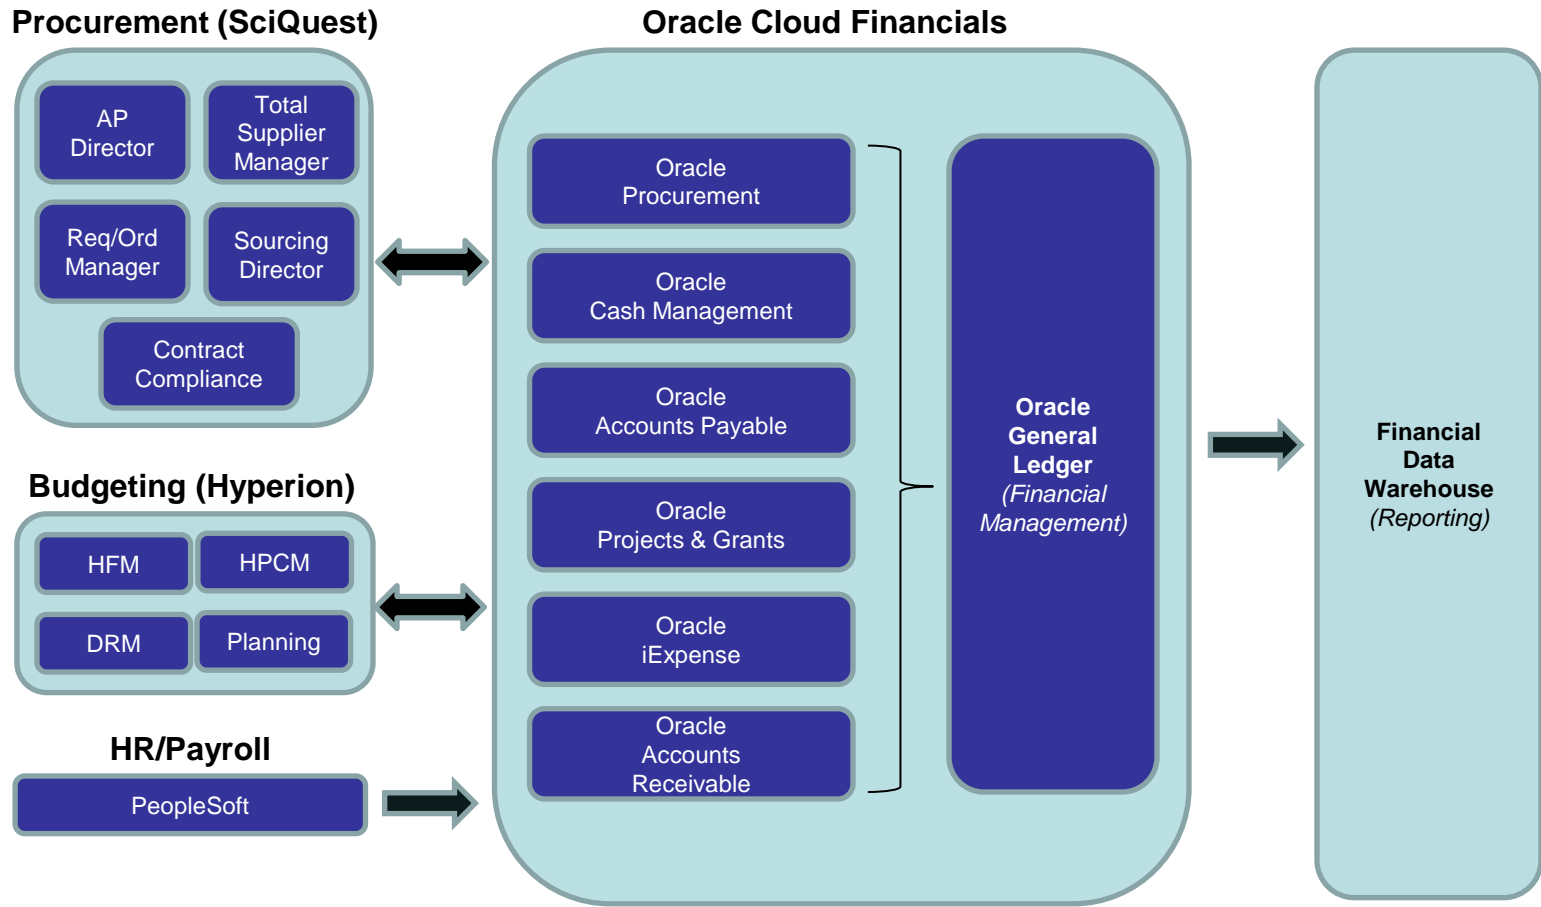 Procurement (SciQuest)
AP
Director
Total
Supplier
Manager
Req/Ord
Manager
Sourcing
Director
Contract
Compliance
Budgeting (Hyperion)
HFM
HPCM
DRM
Planning
HR/Payroll
PeopleSoft
Oracle Cloud Financials
Oracle
Procurement
Oracle
Cash Management
Oracle
Accounts Payable
Oracle
Projects & Grants
Oracle
iExpense
Oracle
Accounts
Receivable
Oracle
General
Ledger
(Financial
Management)
Financial
Data
Warehouse
(Reporting)